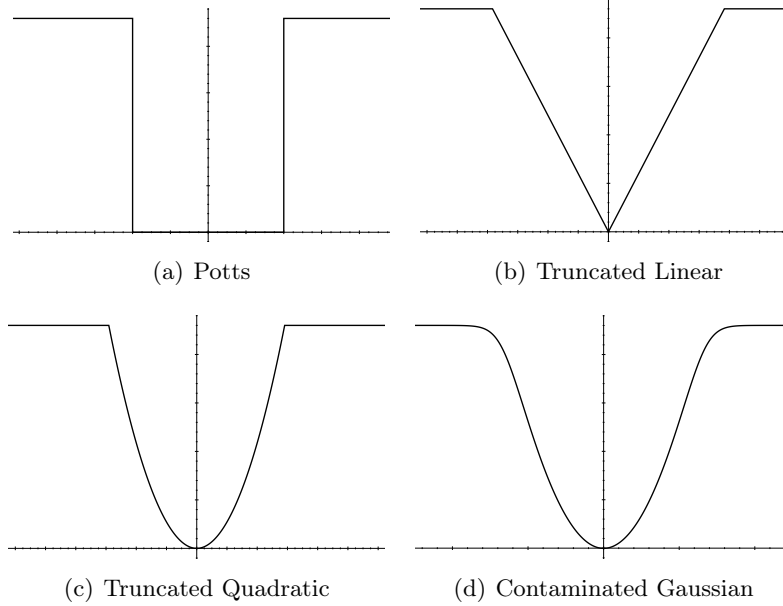 (a) Potts
(b) Truncated Linear
(c) Truncated Quadratic
(d) Contaminated Gaussian